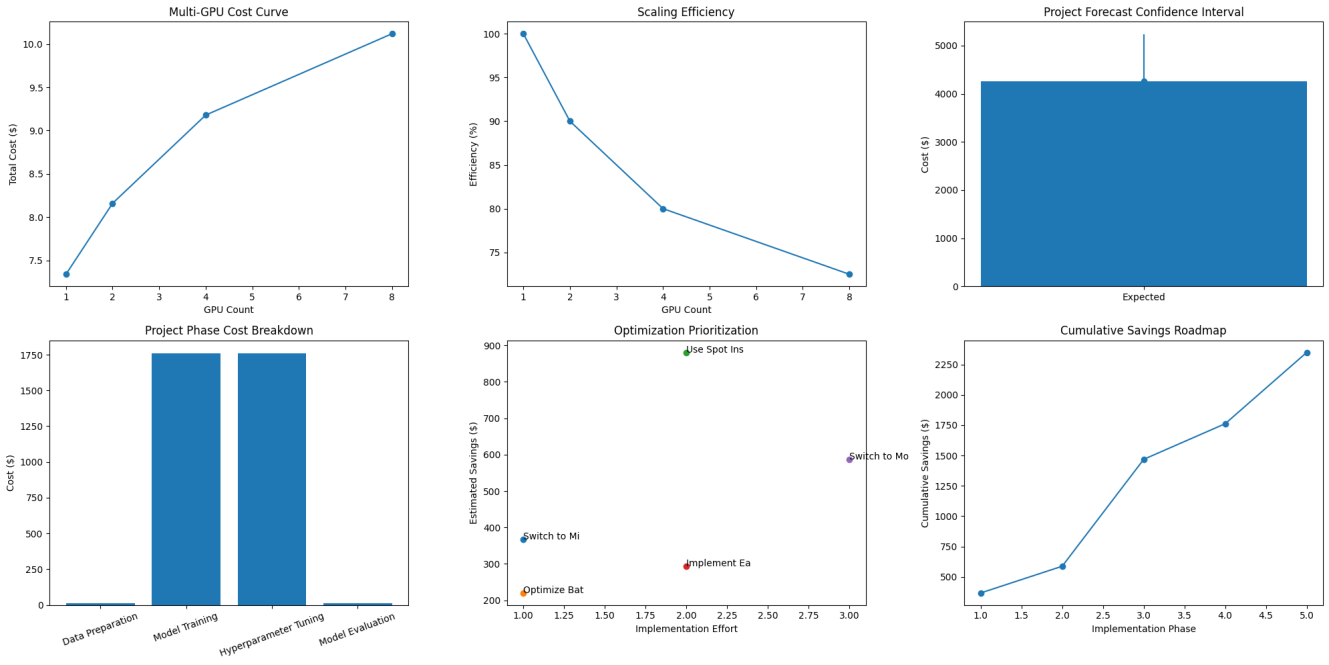 Multi-GPU Cost Curve
Total Cost ($)
10.0
9.5
9.0
8.5
8.0
7.5
1 2 3 4 5 6 7 8
GPU Count
Scaling Efficiency
Efficiency (%)
100
95
90
85
80
75
1 2 3 4 5 6 7 8
GPU Count
Project Forecast Confidence Interval
Cost ($)
5000
4000
3000
2000
1000
0
Expected
Project Phase Cost Breakdown
Cost ($)
1750
1500
1250
1000
750
500
250
0
Data Preparation
Model Training
Hyperparameter Tuning
Model Evaluation
Optimization Prioritization
Estimated Savings ($)
900
800
700
600
500
400
300
200
Use Spot Ins
Switch to Mo
Switch to Mi
Implement Ea
Optimize Bat
1.00 1.25 1.50 1.75 2.00 2.25 2.50 2.75 3.00
Implementation Effort
Cumulative Savings Roadmap
Cumulative Savings ($)
2250
2000
1750
1500
1250
1000
750
500
1.0 1.5 2.0 2.5 3.0 3.5 4.0 4.5 5.0
Implementation Phase